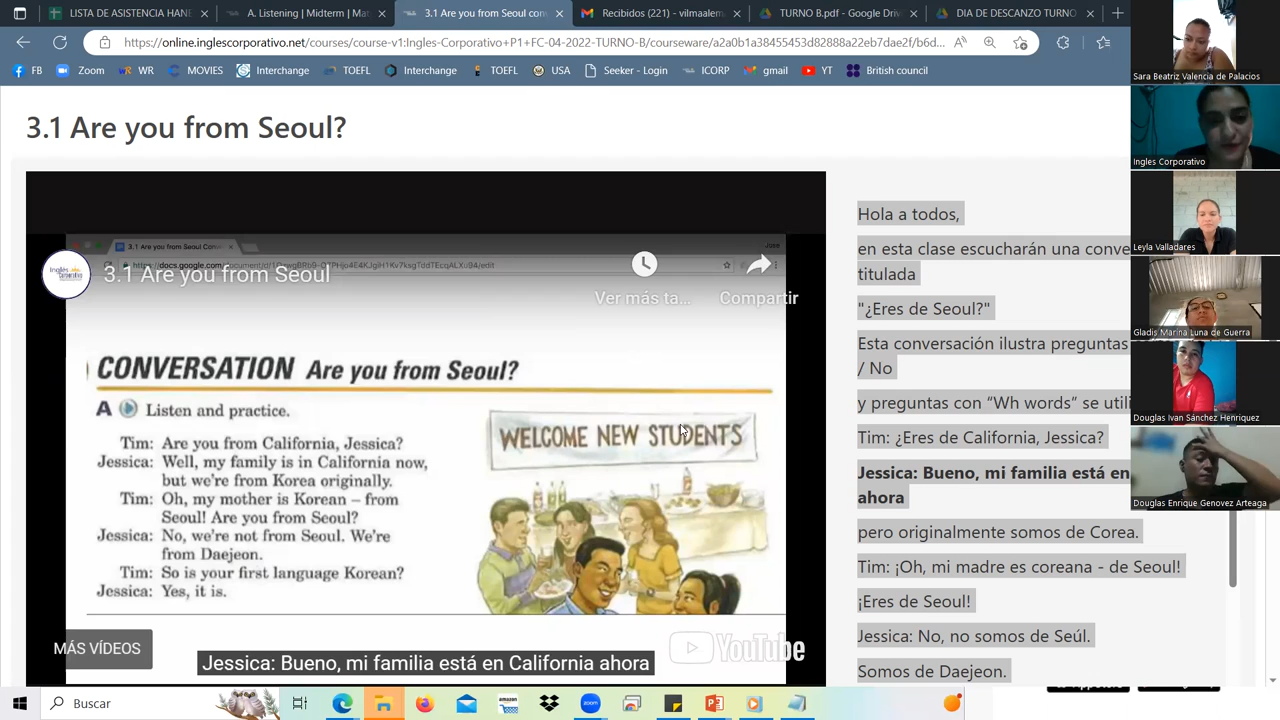 LISTA DE ASISTENCIA HANE
A. Listening | Midterm | Mat
3.1 Are you from Seoul con
Recibidos (221) - vilmaalem
TURNO B.pdf - Google Dri
DIA DE DESCANZO TURNO
https://online.inglescorporativo.net/courses/course-v1:Ingles-Corporativo+P1+FC-04-2022-TURNO-B/courseware/a2a0b1a38455453d82888a22eb7dae2f/b6d...
FB
Zoom
WR
MOVIES
Interchange
TOEFL
Interchange
TOEFL
USA
Seeker - Login
ICORP
gmail
YT
British council
3.1 Are you from Seoul?
3.1 Are you from Seoul Con
3.1 Are you from Seoul
Ver más ta...
Compartir
CONVERSATION Are you from Seoul?
A Listen and practice.
Tim: Are you from California, Jessica?
Jessica: Well, my family is in California now,
but we're from Korea originally.
Tim: Oh, my mother is Korean – from
Seoul! Are you from Seoul?
Jessica: No, we're not from Seoul. We're
from Daejeon.
Tim: So is your first language Korean?
Jessica: Yes, it is.
WELCOME NEW STUDENTS
MÁS VÍDEOS
YouTube
Jessica: Bueno, mi familia está en California ahora
Hola a todos,
en esta clase escucharán una conve
titulada
"¿Eres de Seoul?"
Esta conversación ilustra preguntas
/ No
y preguntas con “Wh words” se utili
Tim: ¿Eres de California, Jessica?
Jessica: Bueno, mi familia está en
ahora
pero originalmente somos de Corea.
Tim: ¡Oh, mi madre es coreana - de Seoul!
¡Eres de Seoul!
Jessica: No, no somos de Seúl.
Somos de Daejeon.
Sara Beatriz Valencia de Palacios
Ingles Corporativo
Leyla Valladares
Gladis Marina Luna de Guerra
Douglas Ivan Sánchez Henriquez
Douglas Enrique Genovez Arteaga
Buscar